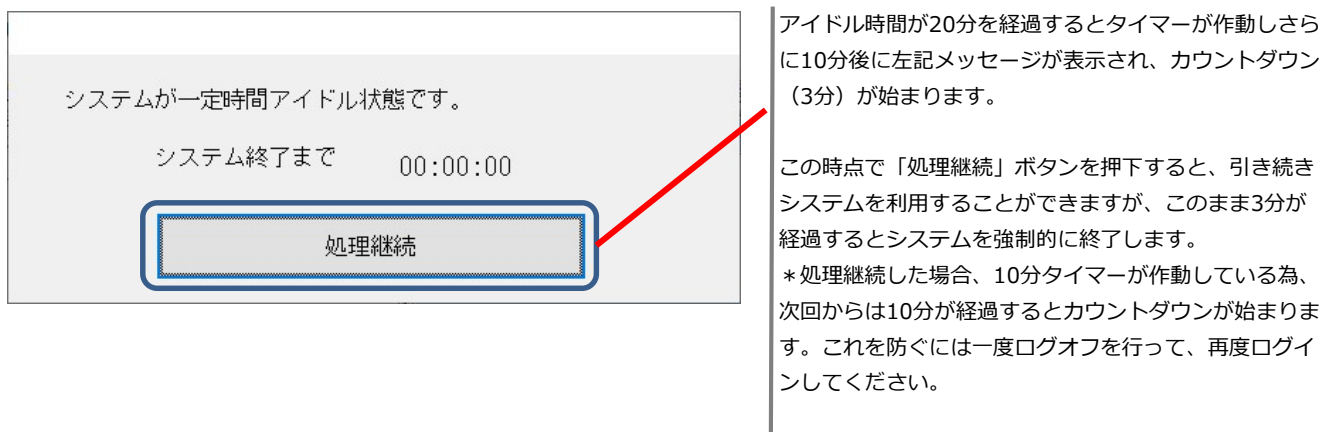 システムが一定時間アイドル状態です。
システム終了まで 00:00:00
処理継続
アイドル時間が20分を経過するとタイマーが作動しさら
に10分後に左記メッセージが表示され、カウントダウン
（3分）が始まります。
この時点で「処理継続」ボタンを押下すると、引き続き
システムを利用することができますが、このまま3分が
経過するとシステムを強制的に終了します。
＊処理継続した場合、10分タイマーが作動している為、
次回からは10分が経過するとカウントダウンが始まりま
す。これを防ぐには一度ログオフを行って、再度ログイ
ンしてください。